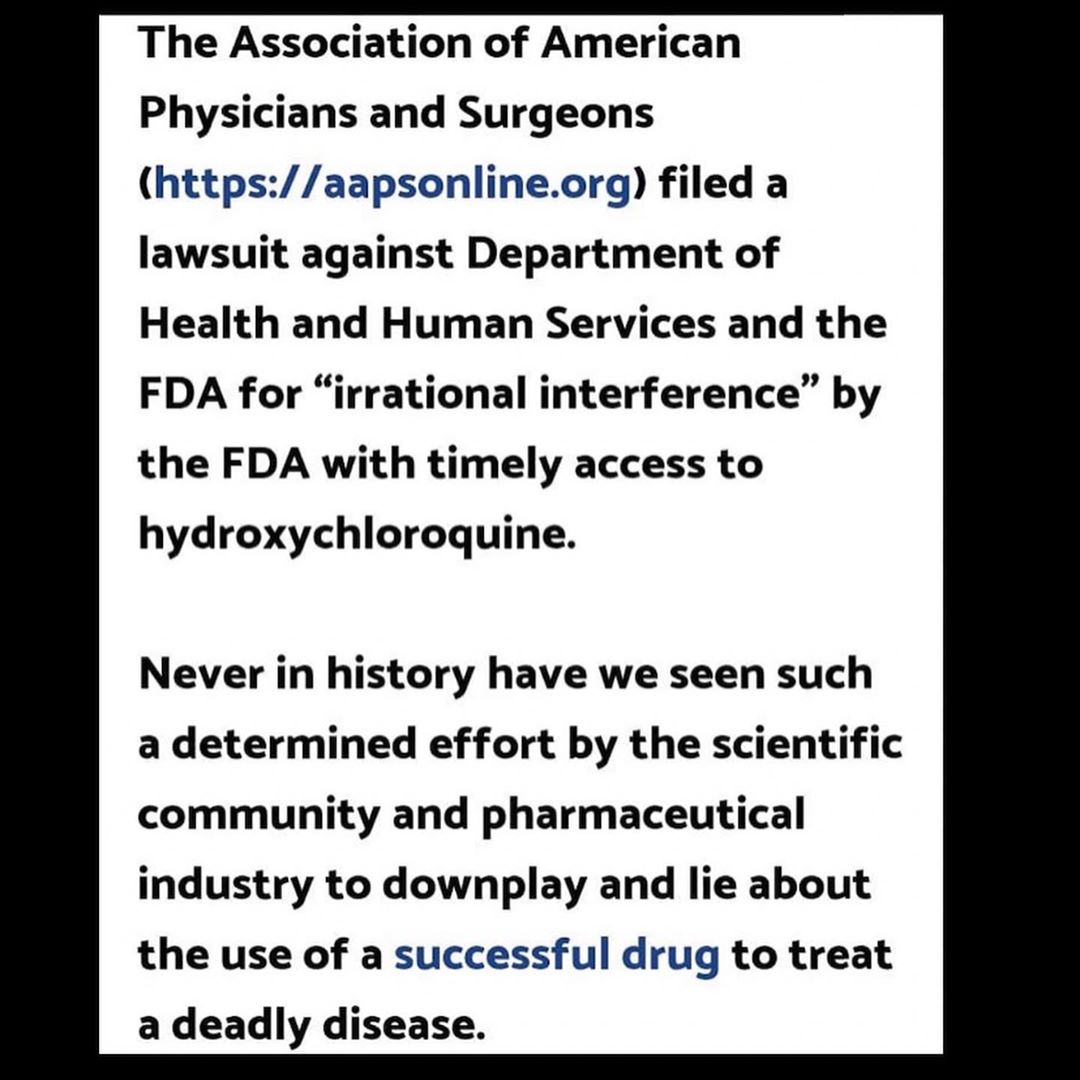 The Association of American
Physicians and Surgeons
(https://aapsonline.org) filed a
lawsuit against Department of
Health and Human Services and the
FDA for “irrational interference” by
the FDA with timely access to
hydroxychloroquine.
Never in history have we seen such
a determined effort by the scientific
community and pharmaceutical
industry to downplay and lie about
the use of a successful drug to treat
a deadly disease.